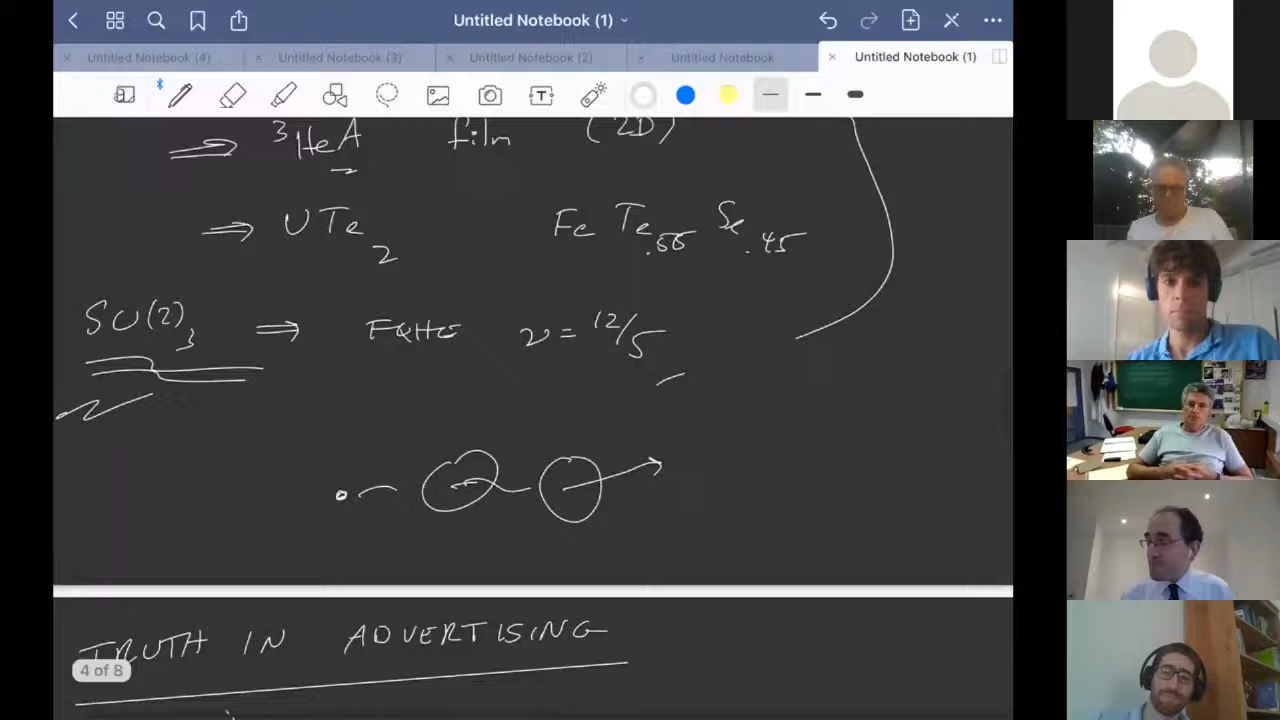 Untitled Notebook (1)
Untitled Notebook (4) Untitled Notebook (3) Untitled Notebook (2) Untitled Notebook Untitled Notebook (1)
T
⇒ ³HeA film (2D)
⇒ UTe₂ FeTe.55 Se.45
SU(2)₃ ⇒ FQHE ν = 12/5
TRUTH IN ADVERTISING
4 of 8